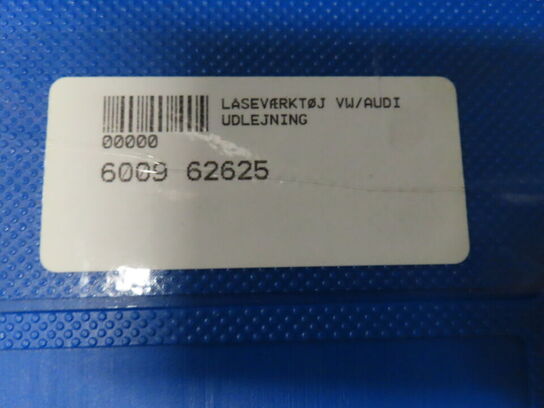 LASEVÆRKTØJ VW/AUDI
UDLEJNING
00000
6009 62625